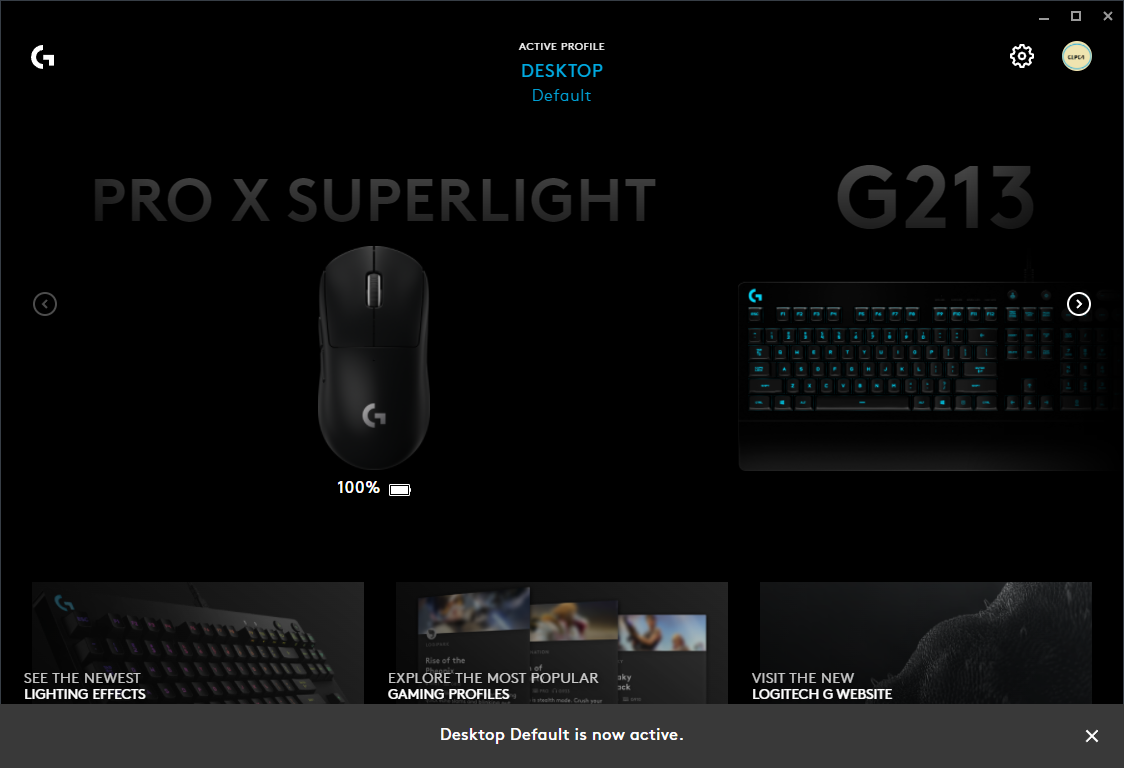 ACTIVE PROFILE
DESKTOP
Default
PRO X SUPERLIGHT
G213
100%
SEE THE NEWEST
LIGHTING EFFECTS
Rise of the
EXPLORE THE MOST POPULAR
GAMING PROFILES
VISIT THE NEW
LOGITECH G WEBSITE
Desktop Default is now active.